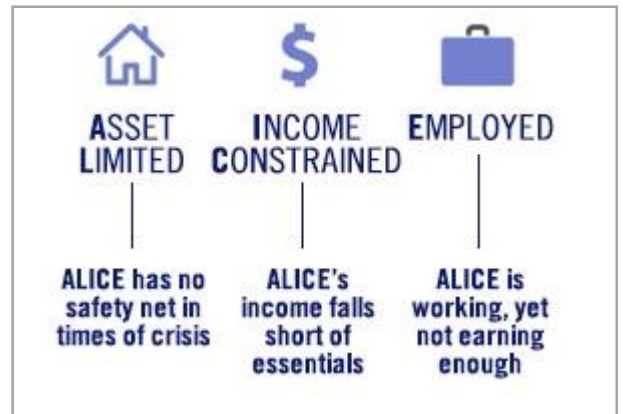 $
ASSET
LIMITED
INCOME
CONSTRAINED
EMPLOYED
ALICE has no
safety net in
times of crisis
ALICE's
income falls
short of
essentials
ALICE is
working, yet
not earning
enough